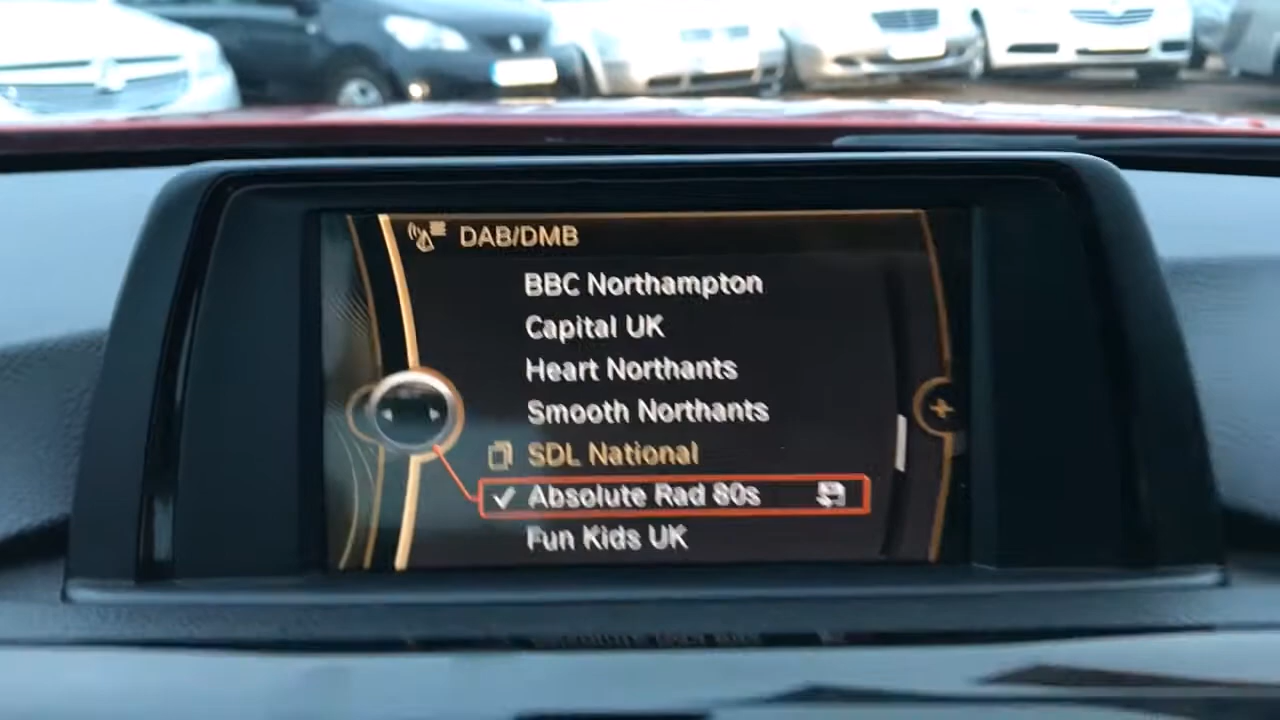 DAB/DMB
BBC Northampton
Capital UK
Heart Northants
Smooth Northants
SDL National
Absolute Rad 80s
Fun Kids UK